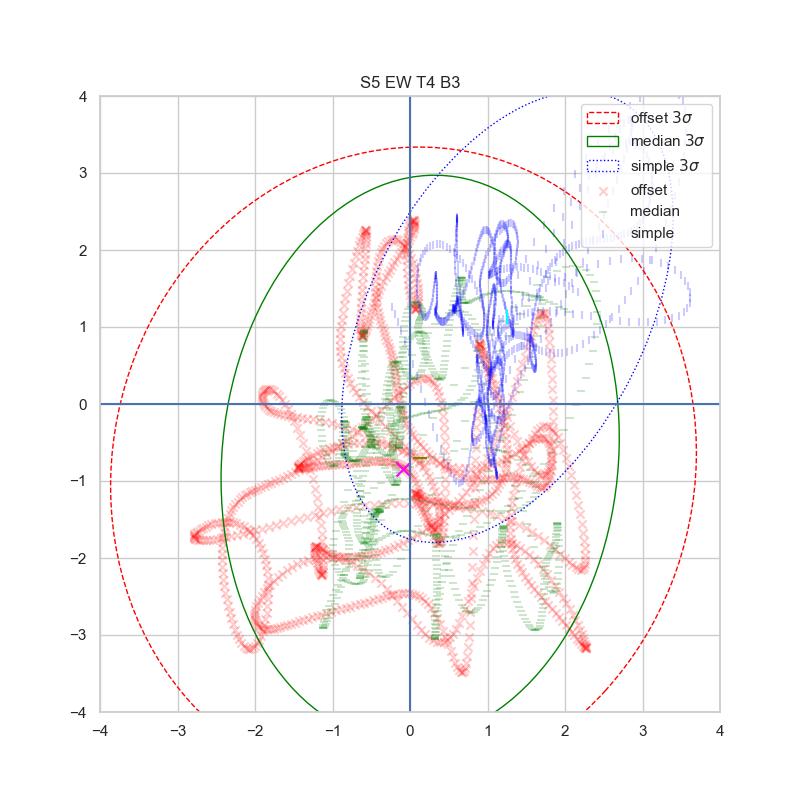 S5 EW T4 B3
offset 3σ
median 3σ
simple 3σ
offset
median
simple
4
3
2
1
0
−1
−2
−3
−4
−4 −3 −2 −1 0 1 2 3 4